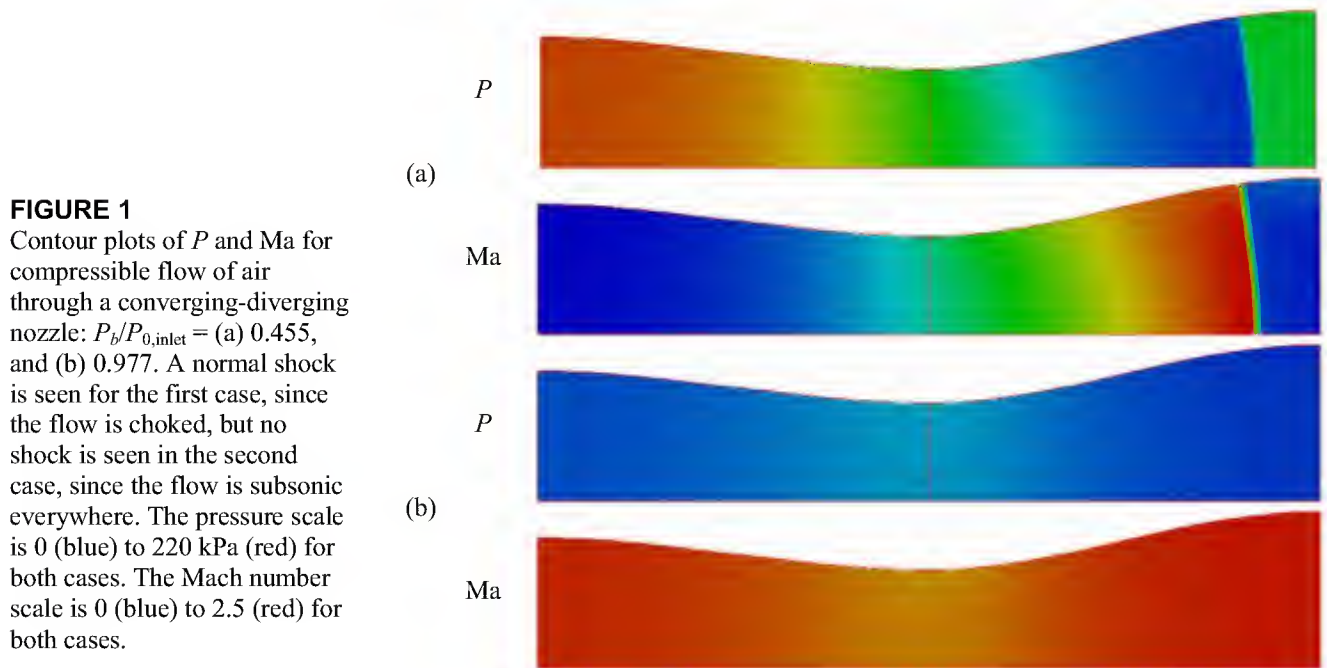 FIGURE 1
Contour plots of P and Ma for
compressible flow of air
through a converging-diverging
nozzle: P_b/P_0,inlet = (a) 0.455,
and (b) 0.977. A normal shock
is seen for the first case, since
the flow is choked, but no
shock is seen in the second
case, since the flow is subsonic
everywhere. The pressure scale
is 0 (blue) to 220 kPa (red) for
both cases. The Mach number
scale is 0 (blue) to 2.5 (red) for
both cases.
P
(a)
Ma
P
(b)
Ma